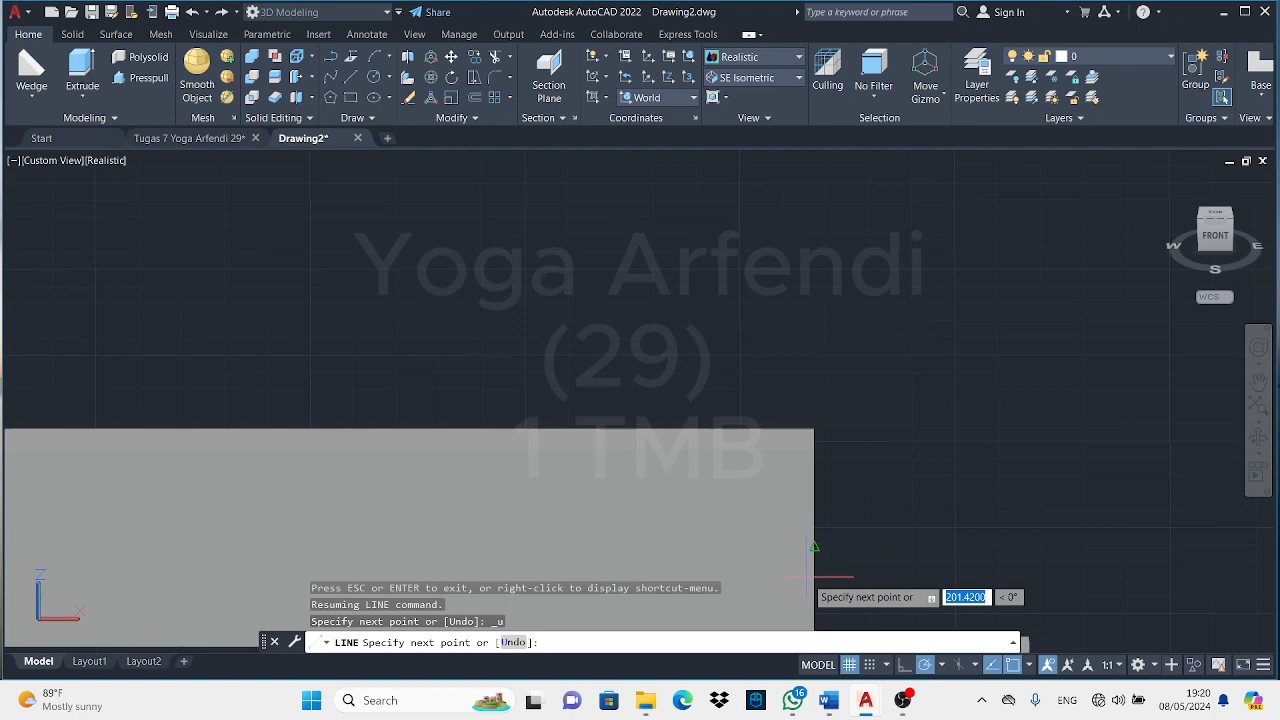 3D Modeling
Share
Autodesk AutoCAD 2022 Drawing2.dwg
Type a keyword or phrase
Sign In
Home Solid Surface Mesh Visualize Parametric Insert Annotate View Manage Output Add-ins Collaborate Express Tools
Polysolid
Presspull
Wedge Extrude
Smooth Object
Section Plane
Realistic
SE Isometric
World
Culling No Filter Move Gizmo
Layer Properties
0
Group Base
Modeling Mesh Solid Editing Draw Modify Section Coordinates View Selection Layers Groups View
Start Tugas 7 Yoga Arfendi 29* Drawing2*
[−][Custom View][Realistic]
TOP
FRONT
W E
S
WCS
Yoga Arfendi
(29)
1 TMB
Z
X
Press ESC or ENTER to exit, or right-click to display shortcut-menu.
Resuming LINE command.
Specify next point or [Undo]: _u
Specify next point or 201.4200 < 0°
LINE Specify next point or [Undo]:
Model Layout1 Layout2
MODEL 1:1
89°F
Mostly sunny
Search
16
ENG
19:20
08/05/2024